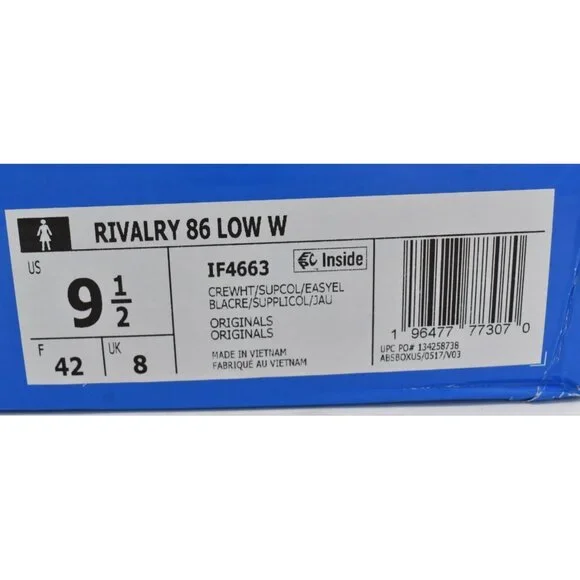 RIVALRY 86 LOW W
US
9 1/2
F
42
UK
8
IF4663
Inside
CREWHT/SUPCOL/EASYEL
BLACRE/SUPPLICOL/JAU
ORIGINALS
ORIGINALS
MADE IN VIETNAM
FABRIQUÉ AU VIETNAM
1 96477 77307 0
UPC PO# 134258738
ABSBOXUS/0517/V03